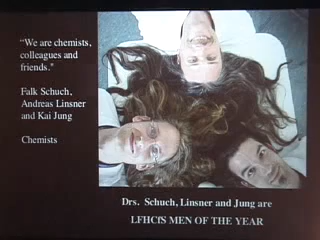 “We are chemists,
colleagues and
friends."
Falk Schuch,
Andreas Linsner
and Kai Jung
Chemists
Drs. Schuch, Linsner and Jung are
LFHCfS MEN OF THE YEAR